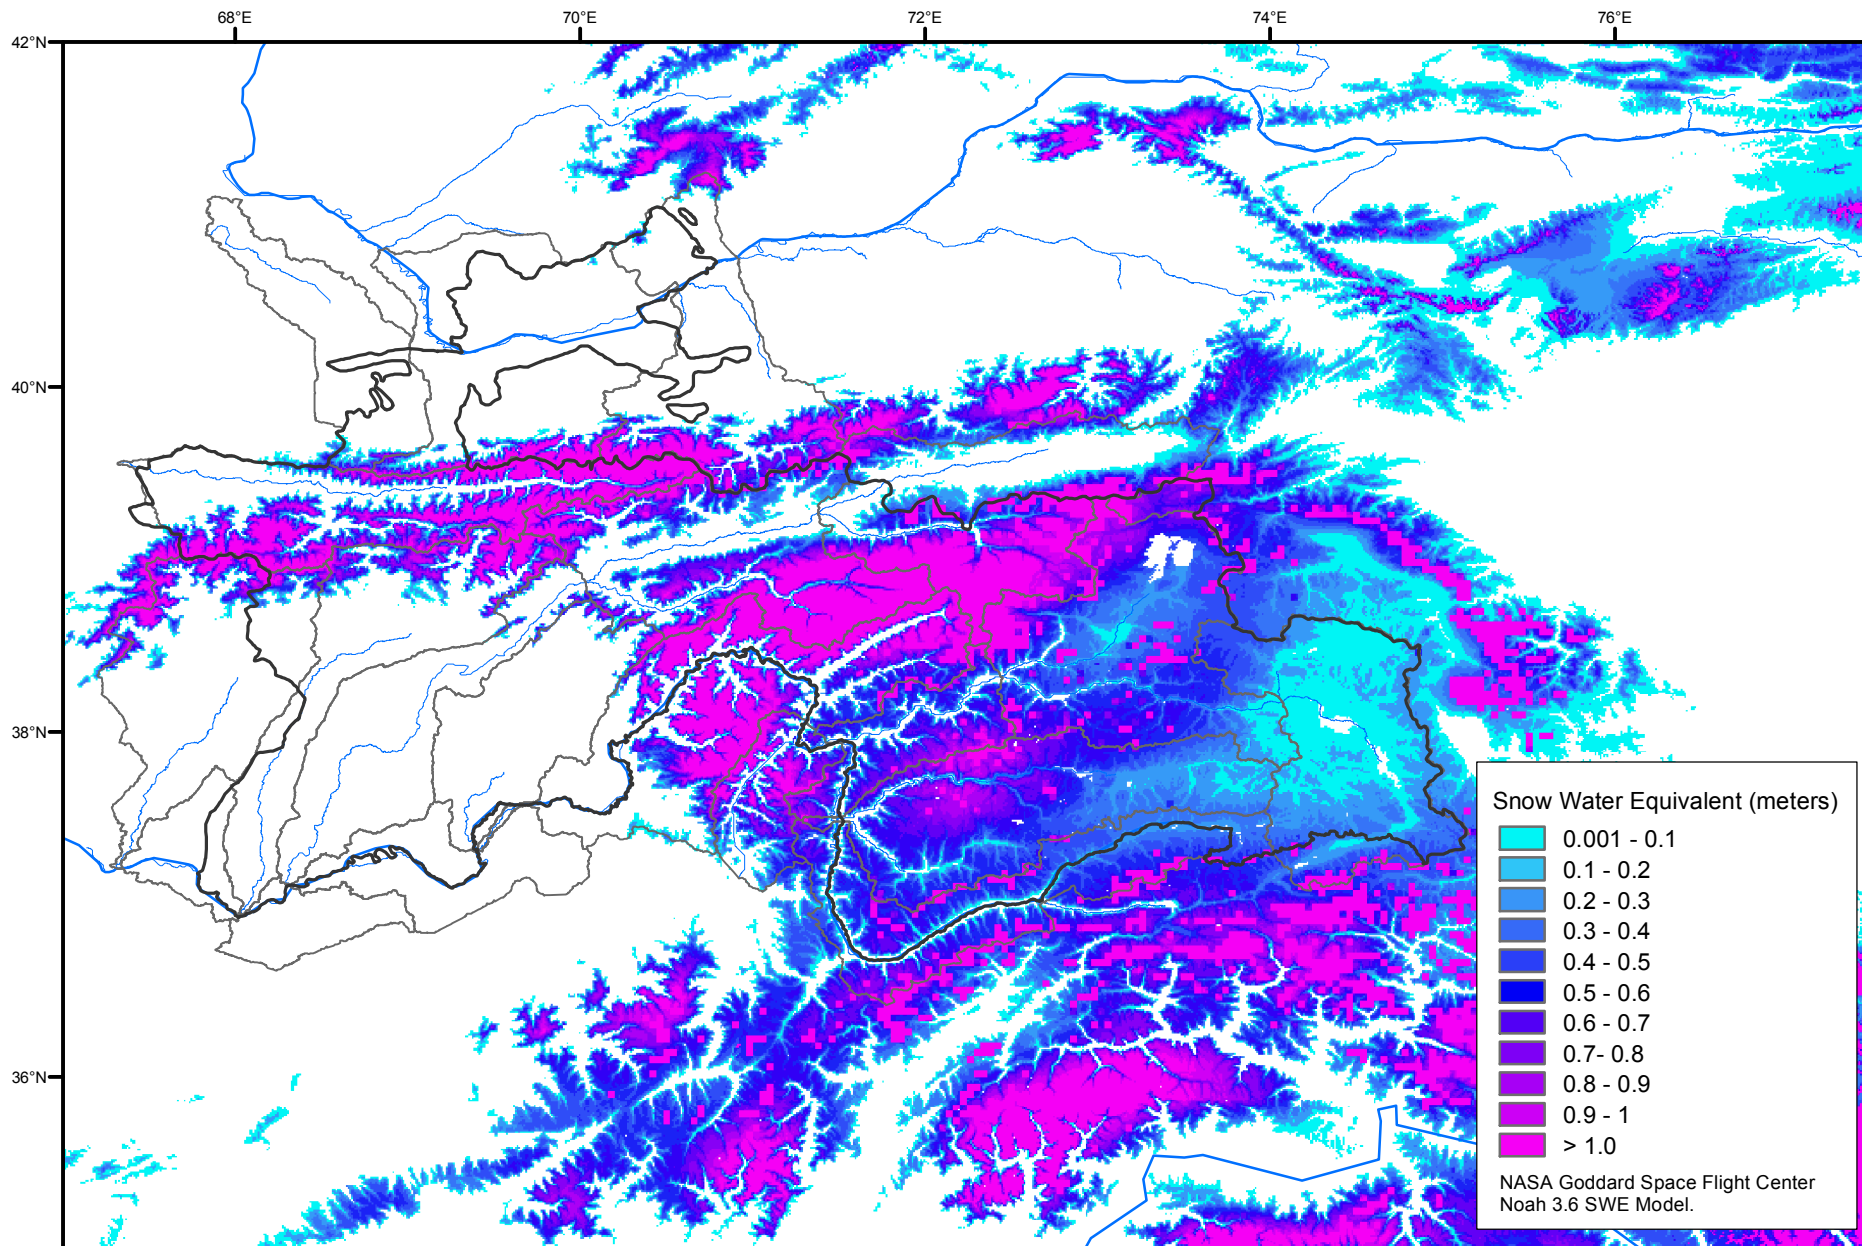 68°E
70°E
72°E
74°E
76°E
42°N
40°N
38°N
36°N
Snow Water Equivalent (meters)
0.001 - 0.1
0.1 - 0.2
0.2 - 0.3
0.3 - 0.4
0.4 - 0.5
0.5 - 0.6
0.6 - 0.7
0.7- 0.8
0.8 - 0.9
0.9 - 1
> 1.0
NASA Goddard Space Flight Center
Noah 3.6 SWE Model.